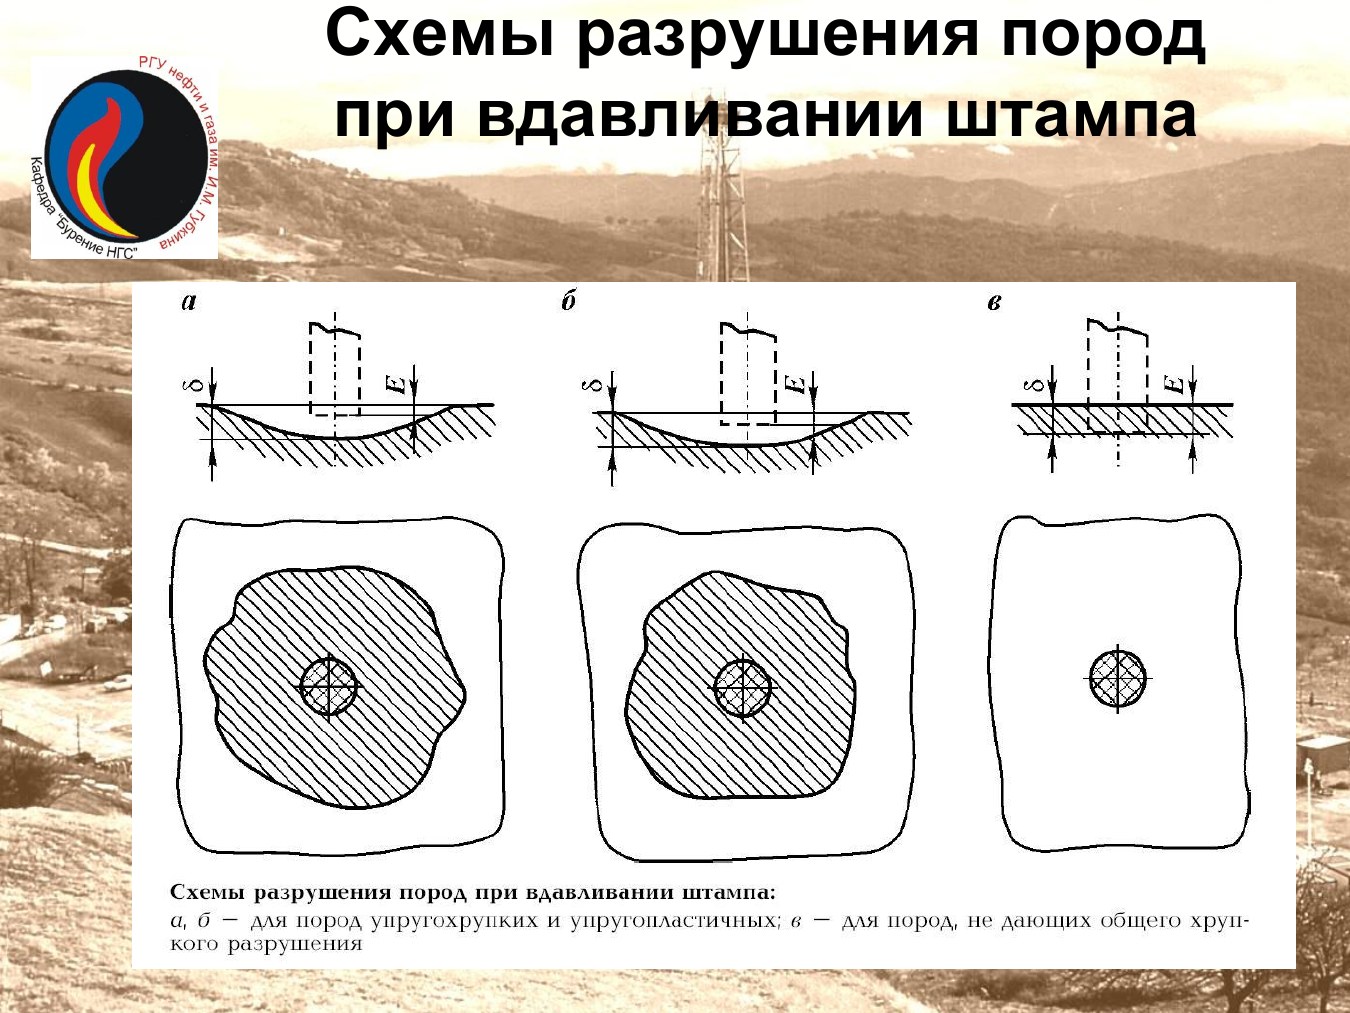 Схемы разрушения пород
при вдавливании штампа
РГУ нефти и газа им. И.М. Губкина
Кафедра "Бурение НГС"
а б в
δ E δ E δ E
Схемы разрушения пород при вдавливании штампа:
а, б — для пород упругохрупких и упругопластичных; в — для пород, не дающих общего хруп-
кого разрушения